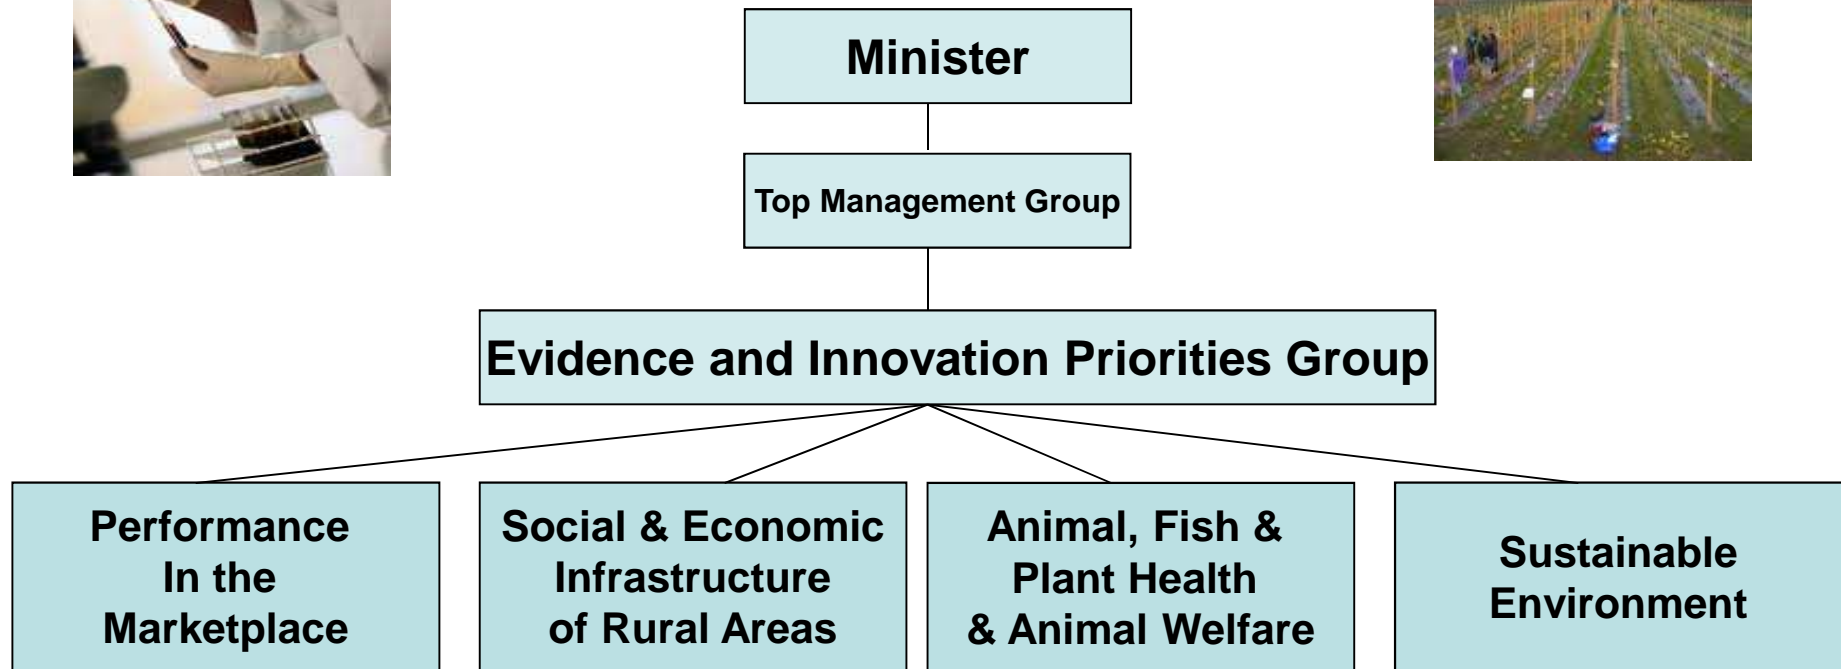 Minister
Top Management Group
Evidence and Innovation Priorities Group
Performance
In the
Marketplace
Social & Economic
Infrastructure
of Rural Areas
Animal, Fish &
Plant Health
& Animal Welfare
Sustainable
Environment